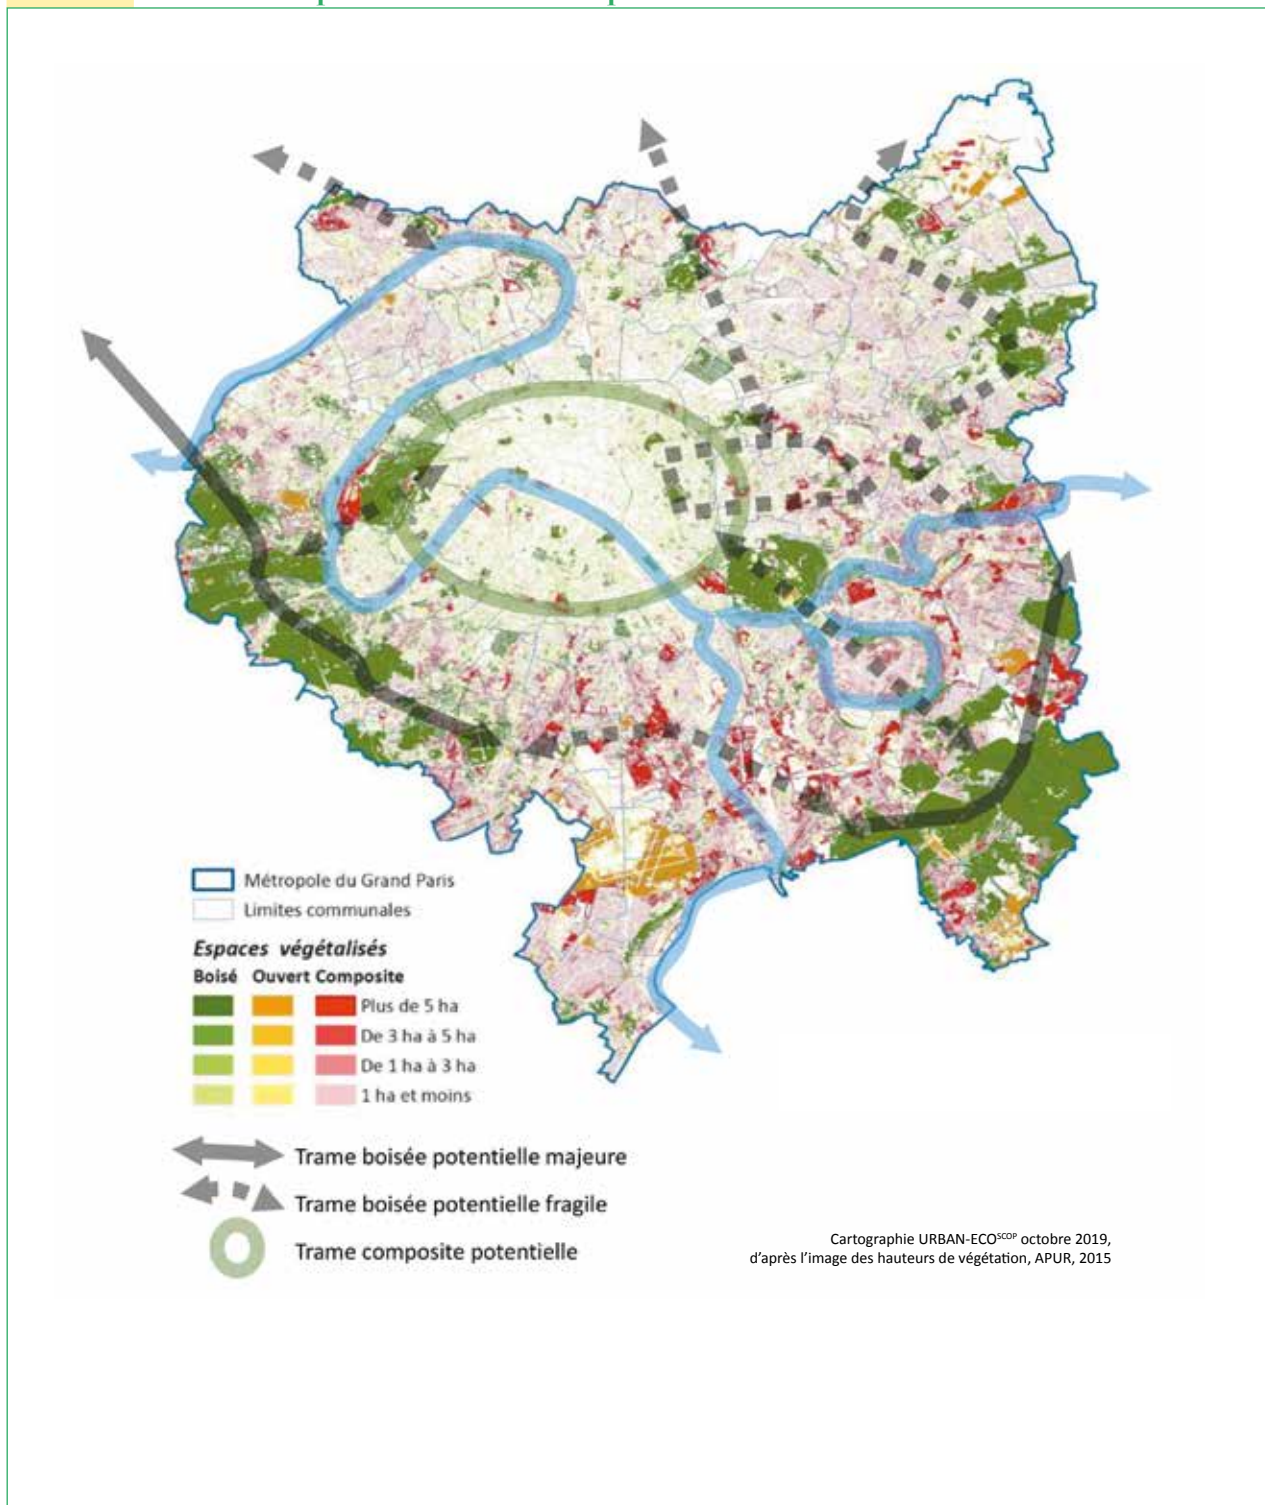 Métropole du Grand Paris
Limites communales
Espaces végétalisés
Boisé Ouvert Composite
Plus de 5 ha
De 3 ha à 5 ha
De 1 ha à 3 ha
1 ha et moins
Trame boisée potentielle majeure
Trame boisée potentielle fragile
Trame composite potentielle
Cartographie URBAN-ECOSCOP octobre 2019,
d'après l'image des hauteurs de végétation, APUR, 2015